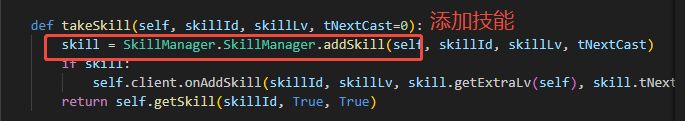 def takeSkill(self, skillId, skillLv, tNextCast=0): 添加技能
skill = SkillManager.SkillManager.addSkill(self, skillId, skillLv, tNextCast)
if skill:
self.client.onAddSkill(skillId, skillLv, skill.getExtraLv(self), skill.tNext
return self.getSkill(skillId, True, True)